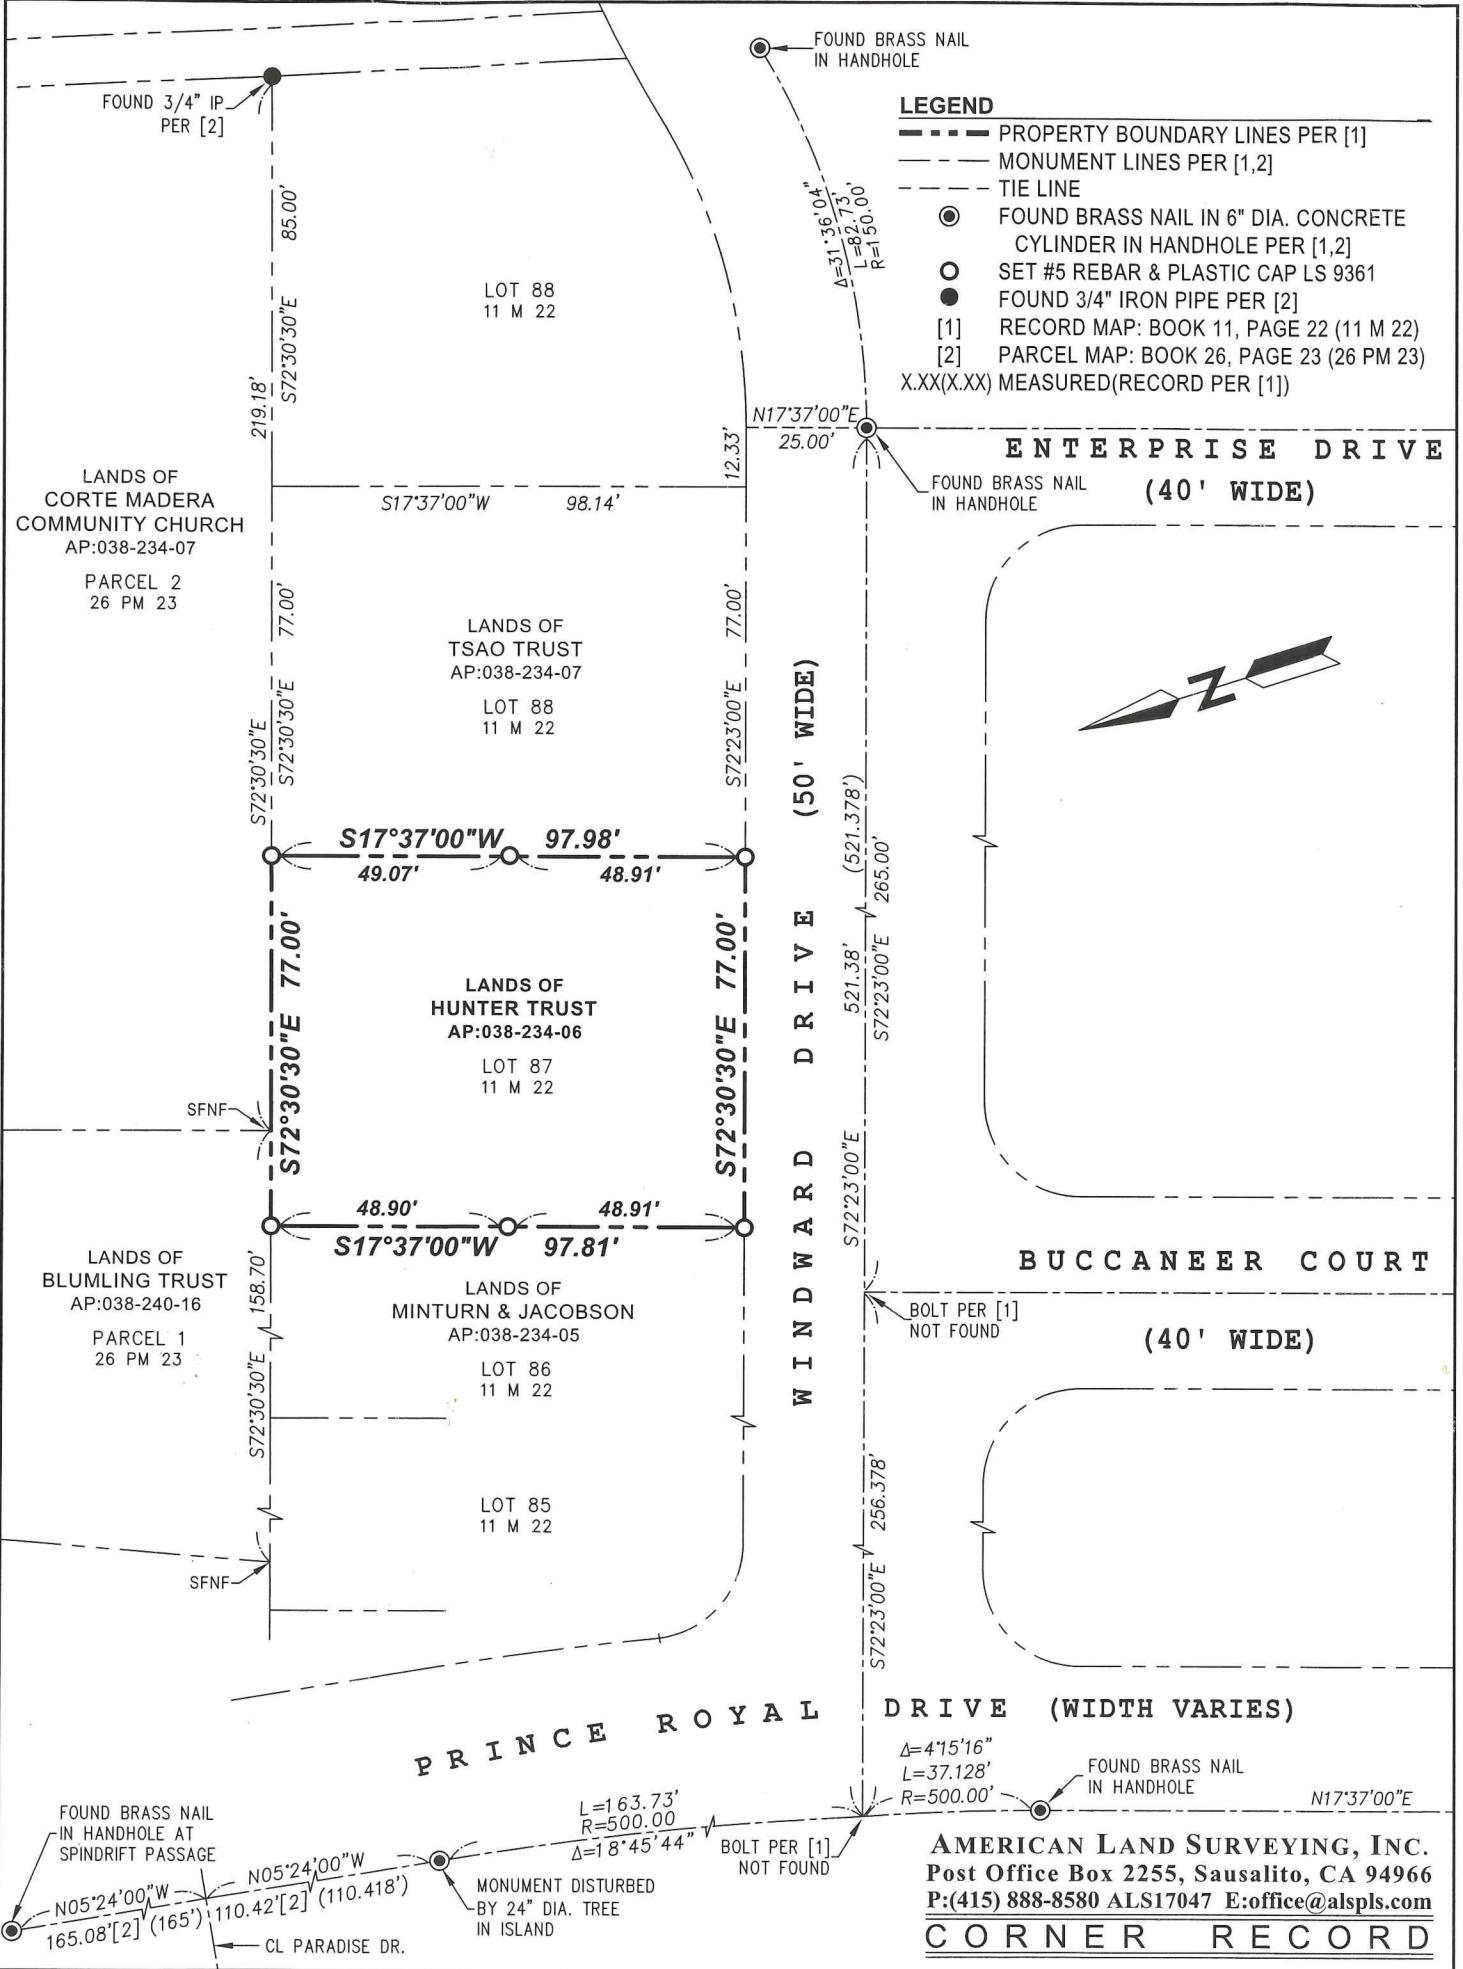 FOUND BRASS NAIL
IN HANDHOLE
FOUND 3/4" IP
PER [2]
LEGEND
PROPERTY BOUNDARY LINES PER [1]
MONUMENT LINES PER [1,2]
TIE LINE
FOUND BRASS NAIL IN 6" DIA. CONCRETE
CYLINDER IN HANDHOLE PER [1,2]
SET #5 REBAR & PLASTIC CAP LS 9361
FOUND 3/4" IRON PIPE PER [2]
[1] RECORD MAP: BOOK 11, PAGE 22 (11 M 22)
[2] PARCEL MAP: BOOK 26, PAGE 23 (26 PM 23)
X.XX(X.XX) MEASURED(RECORD PER [1])
Δ=31°36'04"
L=82.73'
R=150.00'
S72°30'30"E 85.00'
219.18'
S72°30'30"E
LOT 88
11 M 22
N17°37'00"E
25.00'
12.33'
S17°37'00"W 98.14'
ENTERPRISE DRIVE
(40' WIDE)
FOUND BRASS NAIL
IN HANDHOLE
LANDS OF
CORTE MADERA
COMMUNITY CHURCH
AP:038-234-07
PARCEL 2
26 PM 23
S72°30'30"E 77.00'
LANDS OF
TSAO TRUST
AP:038-234-07
LOT 88
11 M 22
S72°23'00"E 77.00'
WINDWARD DRIVE (50' WIDE)
N
S72°23'00"E 521.38' (521.378')
S72°23'00"E 265.00'
S17°37'00"W 97.98'
49.07' 48.91'
S72°30'30"E 77.00'
LANDS OF
HUNTER TRUST
AP:038-234-06
LOT 87
11 M 22
S72°30'30"E 77.00'
SFNF
48.90' 48.91'
S17°37'00"W 97.81'
LANDS OF
BLUMLING TRUST
AP:038-240-16
PARCEL 1
26 PM 23
S72°30'30"E 158.70'
LANDS OF
MINTURN & JACOBSON
AP:038-234-05
LOT 86
11 M 22
BUCCANEER COURT
(40' WIDE)
BOLT PER [1]
NOT FOUND
LOT 85
11 M 22
SFNF
S72°23'00"E 256.378'
PRINCE ROYAL DRIVE (WIDTH VARIES)
Δ=4°15'16"
L=37.128'
R=500.00'
FOUND BRASS NAIL
IN HANDHOLE
N17°37'00"E
L=163.73'
R=500.00
Δ=18°45'44"
BOLT PER [1]
NOT FOUND
FOUND BRASS NAIL
IN HANDHOLE AT
SPINDRIFT PASSAGE
N05°24'00"W
165.08'[2] (165')
N05°24'00"W
110.42'[2] (110.418')
MONUMENT DISTURBED
BY 24" DIA. TREE
IN ISLAND
CL PARADISE DR.
AMERICAN LAND SURVEYING, INC.
Post Office Box 2255, Sausalito, CA 94966
P:(415) 888-8580 ALS17047 E:office@alspls.com
CORNER RECORD